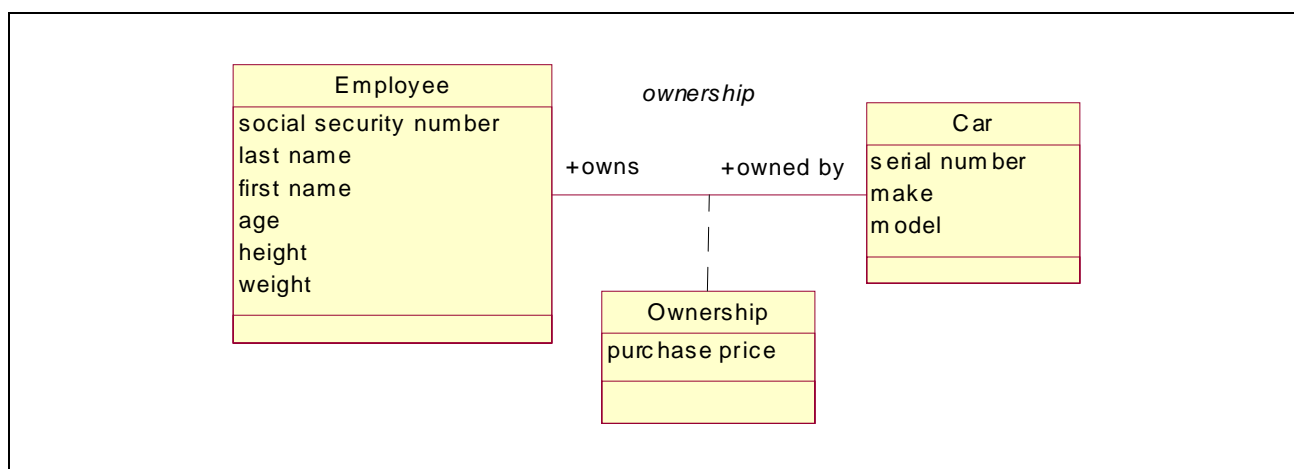 Employee
social security number
last name
first name
age
height
weight
ownership
+owns
+owned by
Car
serial number
make
model
Ownership
purchase price